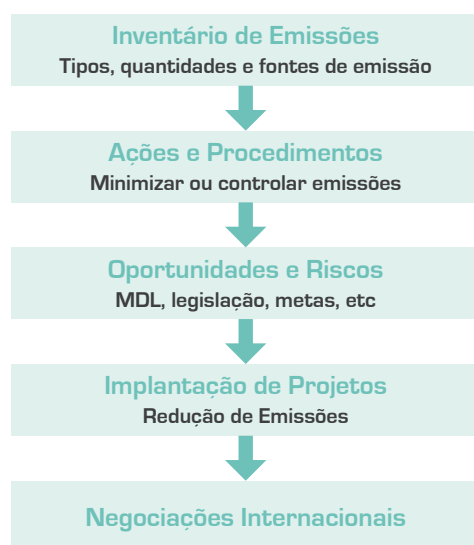 Inventário de Emissões
Tipos, quantidades e fontes de emissão
Ações e Procedimentos
Minimizar ou controlar emissões
Oportunidades e Riscos
MDL, legislação, metas, etc
Implantação de Projetos
Redução de Emissões
Negociações Internacionais